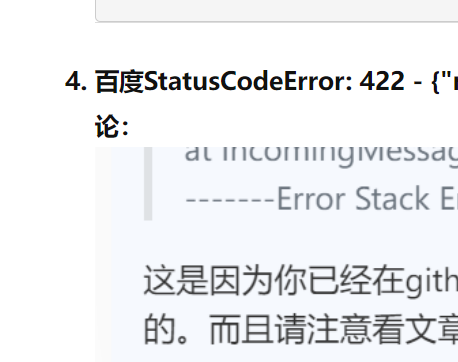 4. 百度StatusCodeError: 422 - {"
论：
at IncomingMessag
-------Error Stack E
这是因为你已经在gith
的。而且请注意看文章